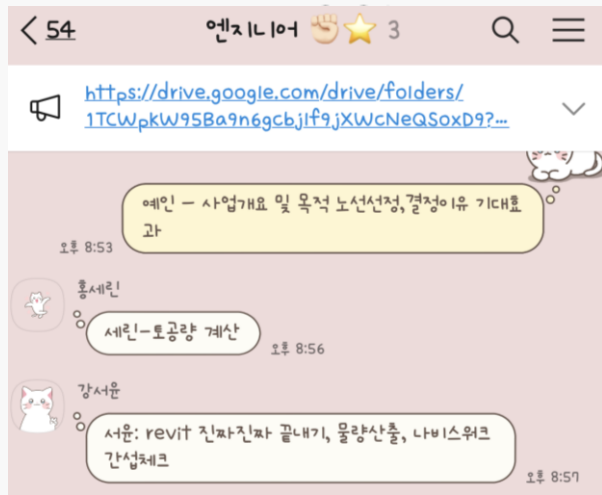 54
엔지니어 ✊🏻⭐ 3
https://drive.google.com/drive/folders/
1TCWpkW95Ba9n6gcbjlf9jXWcNeQSoxD9?...
예인 - 사업개요 및 목적 노선선정,결정이유 기대효
과
오후 8:53
홍세린
세린-토공량 계산
오후 8:56
강서윤
서윤: revit 진짜진짜 끝내기, 물량산출, 나비스워크
간섭체크
오후 8:57